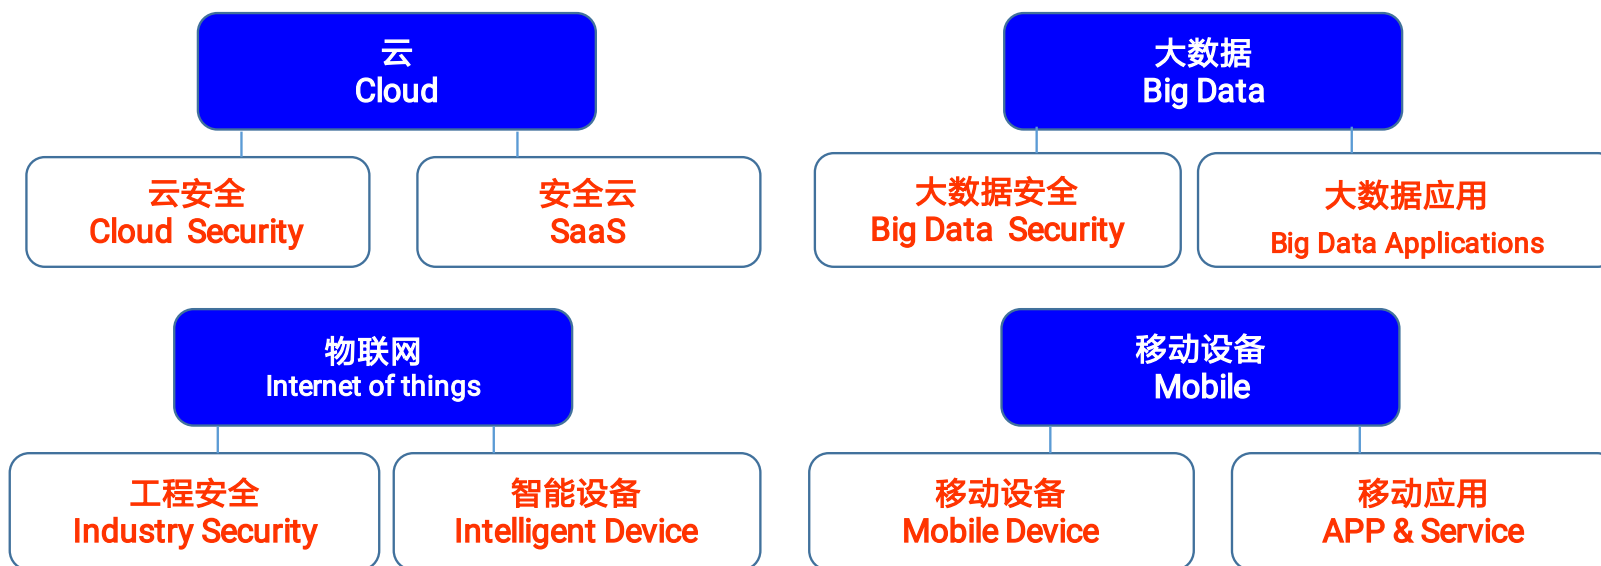 云
Cloud
大数据
Big Data
云安全
Cloud  Security
安全云
SaaS
大数据安全
Big Data  Security
大数据应用
Big Data Applications
物联网
Internet of things
移动设备
Mobile
工程安全
Industry Security
智能设备
Intelligent Device
移动设备
Mobile Device
移动应用
APP & Service